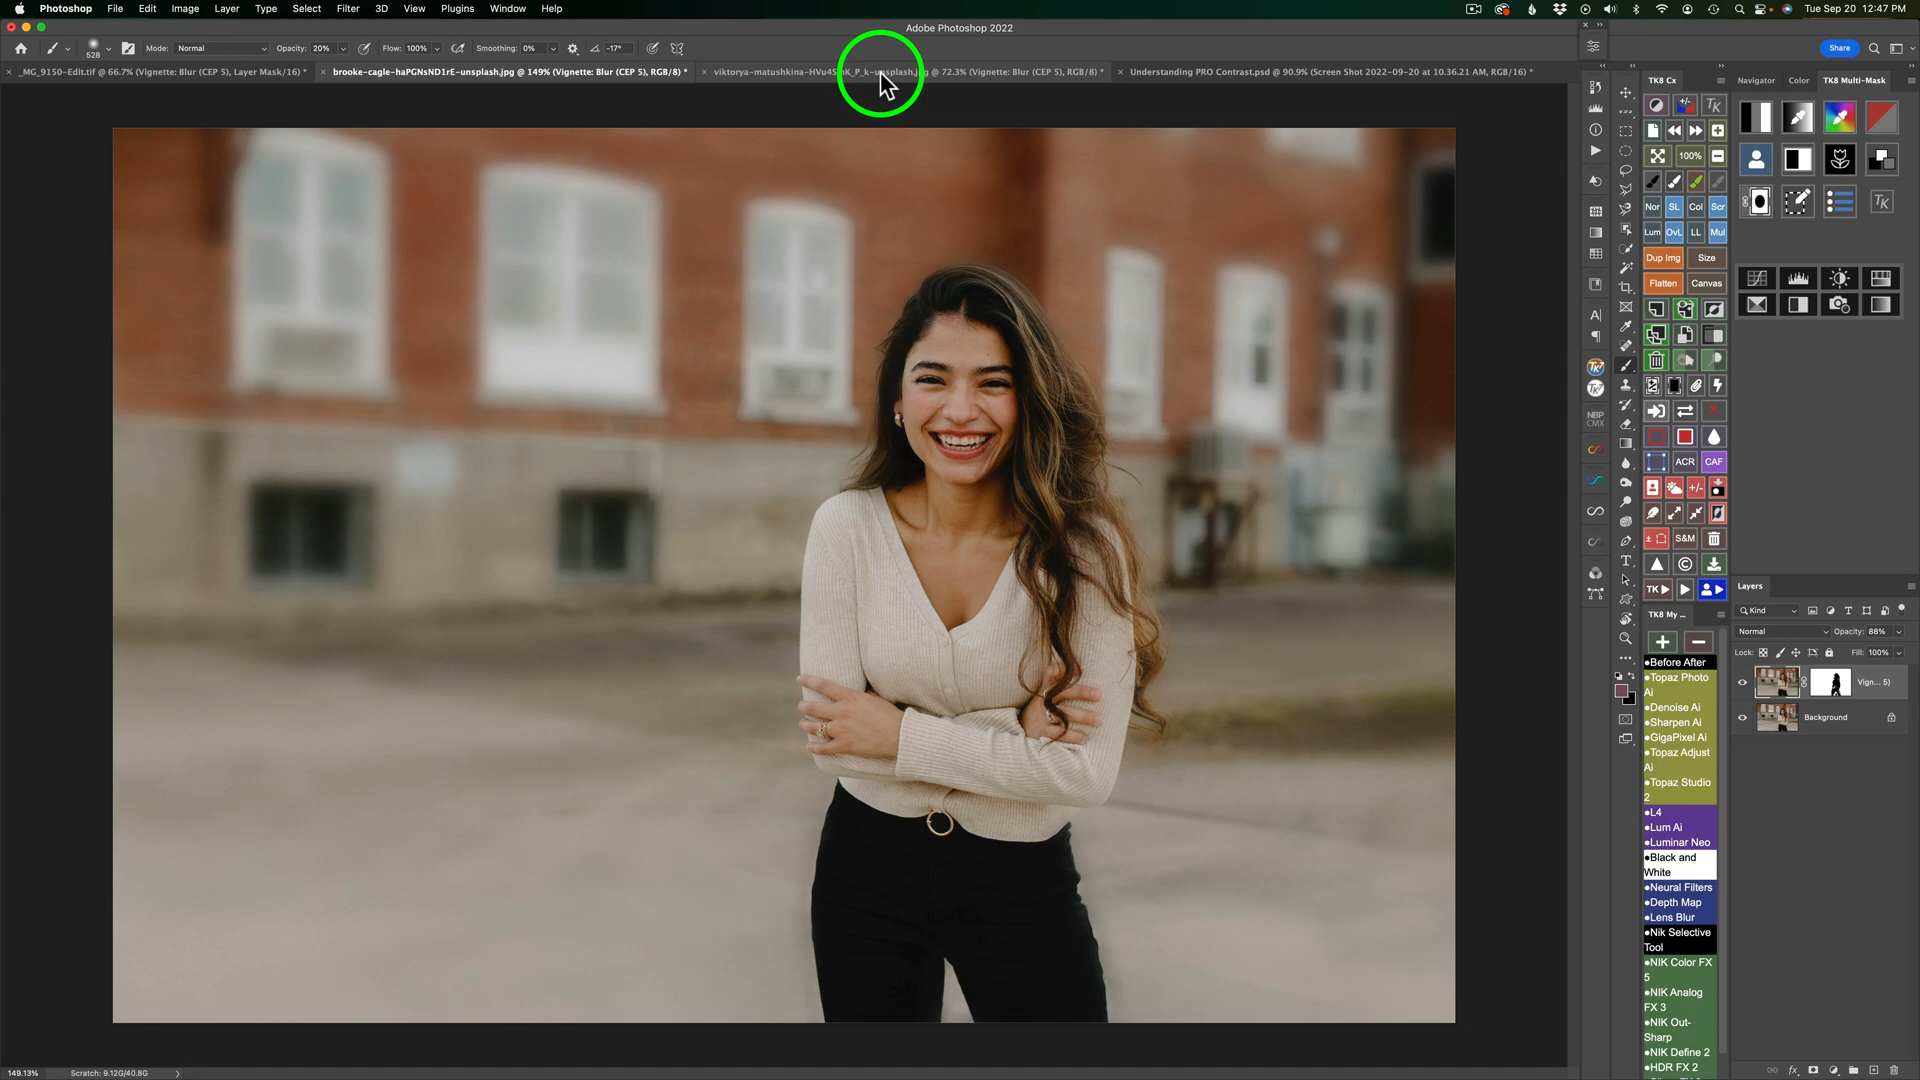 Photoshop File Edit Image Layer Type Select Filter 3D View Plugins Window Help Tue Sep 20 12:47 PM
Adobe Photoshop 2022
528 Mode: Normal Opacity: 20% Flow: 100% Smoothing: 0% -17° Share
_MG_9150-Edit.tif @ 66.7% (Vignette: Blur (CEP 5), Layer Mask/16) *
brooke-cagle-haPGNsND1rE-unsplash.jpg @ 149% (Vignette: Blur (CEP 5), RGB/8) *
@ 72.3% (Vignette: Blur (CEP 5), RGB/8) *
Understanding PRO Contrast.psd @ 90.9% (Screen Shot 2022-09-20 at 10.36.21 AM, RGB/16) *
TK8 Cx
Navigator Color TK8 Multi-Mask
TK
100%
Nor SL Col Scr
Lum OvL LL Mul
Dup Img Size
Flatten Canvas
NBP
CMX
ACR CAF
+/-
S&M
TK
TK8 My ...
Before After
Topaz Photo
Ai
Denoise Ai
Sharpen Ai
GigaPixel Ai
Topaz Adjust
Ai
Topaz Studio
2
L4
Lum Ai
Luminar Neo
Black and
White
Neural Filters
Depth Map
Lens Blur
Nik Selective
Tool
NIK Color FX
5
NIK Analog
FX 3
NIK Out-
Sharp
NIK Define 2
HDR FX 2
Layers
Kind
Normal Opacity: 88%
Lock: Fill: 100%
Vign... 5)
Background
149.13% Scratch: 9.12G/40.8G